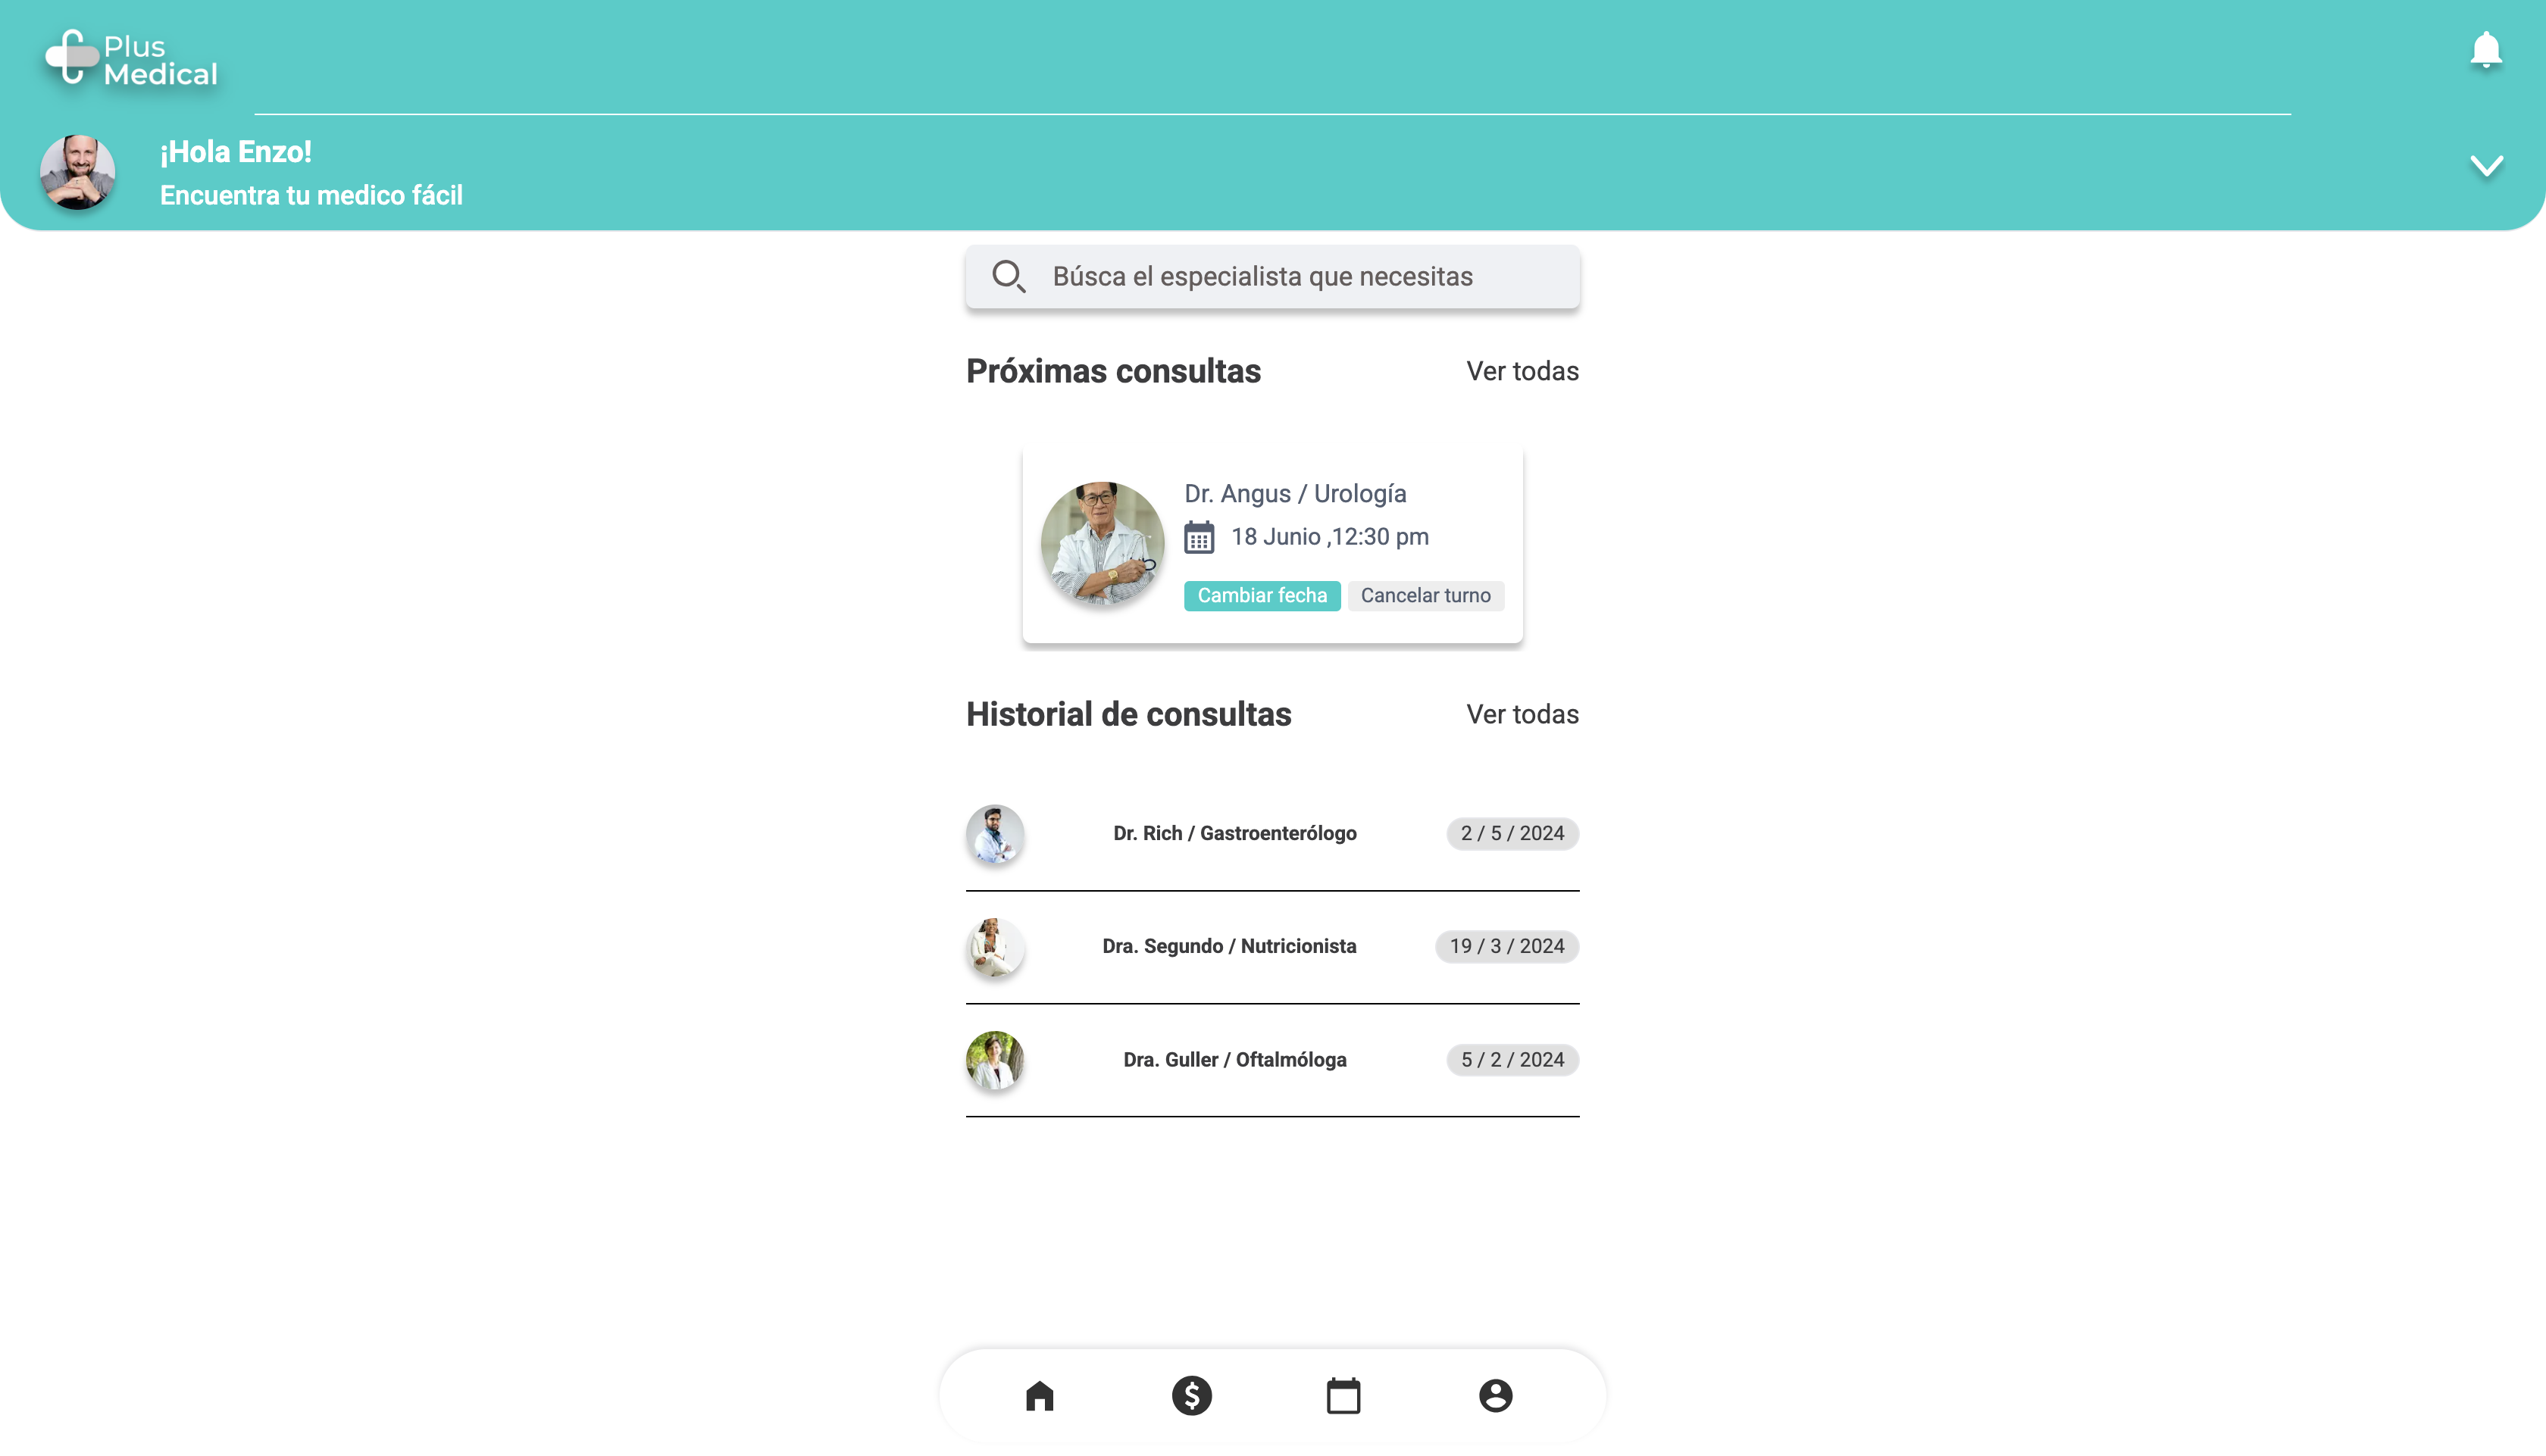 Plus
Medical
¡Hola Enzo!
Encuentra tu medico fácil
Búsca el especialista que necesitas
Próximas consultas
Ver todas
Dr. Angus / Urología
18 Junio ,12:30 pm
Cambiar fecha
Cancelar turno
Historial de consultas
Ver todas
Dr. Rich / Gastroenterólogo
2 / 5 / 2024
Dra. Segundo / Nutricionista
19 / 3 / 2024
Dra. Guller / Oftalmóloga
5 / 2 / 2024